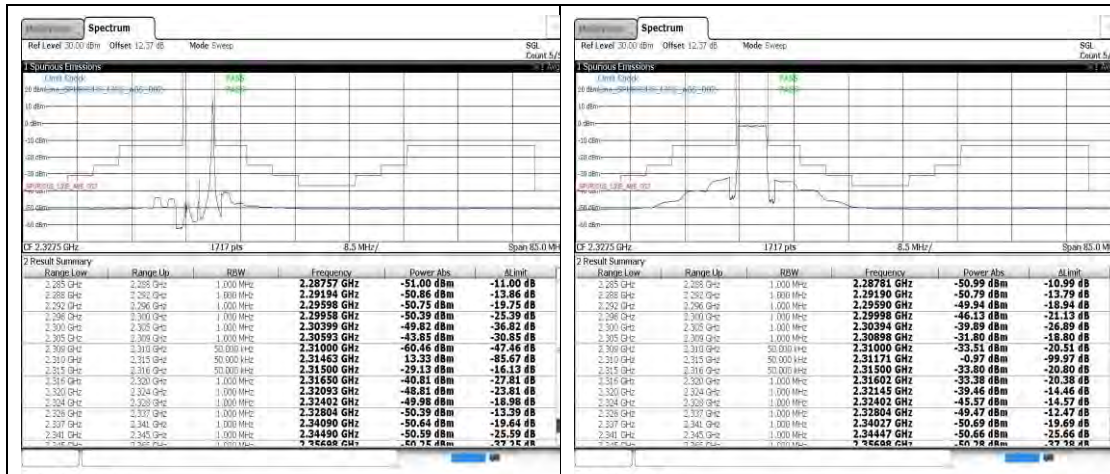 Spectrum
Ref Level 30.00 dBm Offset 12.37 dB Mode Sweep SGL
Count 5/5
1 Spurious Emissions
Limit Check PASS
PASS
-10 dBm
-20 dBm
-30 dBm
-50 dBm
-60 dBm
CF 2.3275 GHz 1717 pts 8.5 MHz/ Span 85.0 MHz
2 Result Summary
Range Low Range Up RBW Frequency Power Abs ΔLimit
2.285 GHz 2.288 GHz 1.000 MHz 2.28757 GHz -51.00 dBm -11.00 dB
2.288 GHz 2.292 GHz 1.000 MHz 2.29194 GHz -50.86 dBm -13.86 dB
2.292 GHz 2.296 GHz 1.000 MHz 2.29598 GHz -50.75 dBm -19.75 dB
2.296 GHz 2.300 GHz 1.000 MHz 2.29958 GHz -50.39 dBm -25.39 dB
2.300 GHz 2.305 GHz 1.000 MHz 2.30399 GHz -49.82 dBm -36.82 dB
2.305 GHz 2.309 GHz 1.000 MHz 2.30593 GHz -43.85 dBm -30.85 dB
2.309 GHz 2.310 GHz 50.000 kHz 2.31000 GHz -60.46 dBm -47.46 dB
2.310 GHz 2.315 GHz 50.000 kHz 2.31463 GHz 13.33 dBm -85.67 dB
2.315 GHz 2.316 GHz 50.000 kHz 2.31500 GHz -29.13 dBm -16.13 dB
2.316 GHz 2.320 GHz 1.000 MHz 2.31650 GHz -40.81 dBm -27.81 dB
2.320 GHz 2.324 GHz 1.000 MHz 2.32093 GHz -48.81 dBm -23.81 dB
2.324 GHz 2.328 GHz 1.000 MHz 2.32402 GHz -49.98 dBm -18.98 dB
2.328 GHz 2.337 GHz 1.000 MHz 2.32804 GHz -50.39 dBm -13.39 dB
2.337 GHz 2.341 GHz 1.000 MHz 2.34090 GHz -50.64 dBm -19.64 dB
2.341 GHz 2.345 GHz 1.000 MHz 2.34490 GHz -50.59 dBm -25.59 dB
2.35698 GHz -50.25 dBm -37.25 dB
Spectrum
Ref Level 30.00 dBm Offset 12.37 dB Mode Sweep SGL
Count 5/5
1 Spurious Emissions
Limit Check PASS
PASS
-10 dBm
-20 dBm
-30 dBm
-50 dBm
-60 dBm
CF 2.3275 GHz 1717 pts 8.5 MHz/ Span 85.0 MHz
2 Result Summary
Range Low Range Up RBW Frequency Power Abs ΔLimit
2.285 GHz 2.288 GHz 1.000 MHz 2.28781 GHz -50.99 dBm -10.99 dB
2.288 GHz 2.292 GHz 1.000 MHz 2.29190 GHz -50.79 dBm -13.79 dB
2.292 GHz 2.296 GHz 1.000 MHz 2.29590 GHz -49.94 dBm -18.94 dB
2.296 GHz 2.300 GHz 1.000 MHz 2.29998 GHz -46.13 dBm -21.13 dB
2.300 GHz 2.305 GHz 1.000 MHz 2.30394 GHz -39.89 dBm -26.89 dB
2.305 GHz 2.309 GHz 1.000 MHz 2.30898 GHz -31.80 dBm -18.80 dB
2.309 GHz 2.310 GHz 50.000 kHz 2.31000 GHz -33.51 dBm -20.51 dB
2.310 GHz 2.315 GHz 50.000 kHz 2.31171 GHz -0.97 dBm -99.97 dB
2.315 GHz 2.316 GHz 50.000 kHz 2.31500 GHz -33.80 dBm -20.80 dB
2.316 GHz 2.320 GHz 1.000 MHz 2.31602 GHz -33.38 dBm -20.38 dB
2.320 GHz 2.324 GHz 1.000 MHz 2.32145 GHz -39.46 dBm -14.46 dB
2.324 GHz 2.328 GHz 1.000 MHz 2.32402 GHz -45.57 dBm -14.57 dB
2.328 GHz 2.337 GHz 1.000 MHz 2.32804 GHz -49.47 dBm -12.47 dB
2.337 GHz 2.341 GHz 1.000 MHz 2.34027 GHz -50.69 dBm -19.69 dB
2.341 GHz 2.345 GHz 1.000 MHz 2.34447 GHz -50.66 dBm -25.66 dB
2.35698 GHz -50.28 dBm -37.28 dB